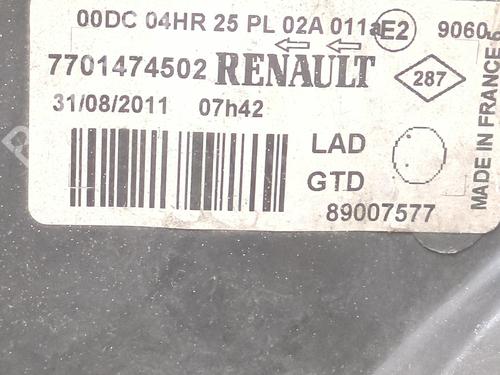 00DC 04HR 25 PL 02A 011a E2 9060
7701474502 RENAULT 287
31/08/2011 07h42
LAD
GTD
89007577
MADE IN FRANCE